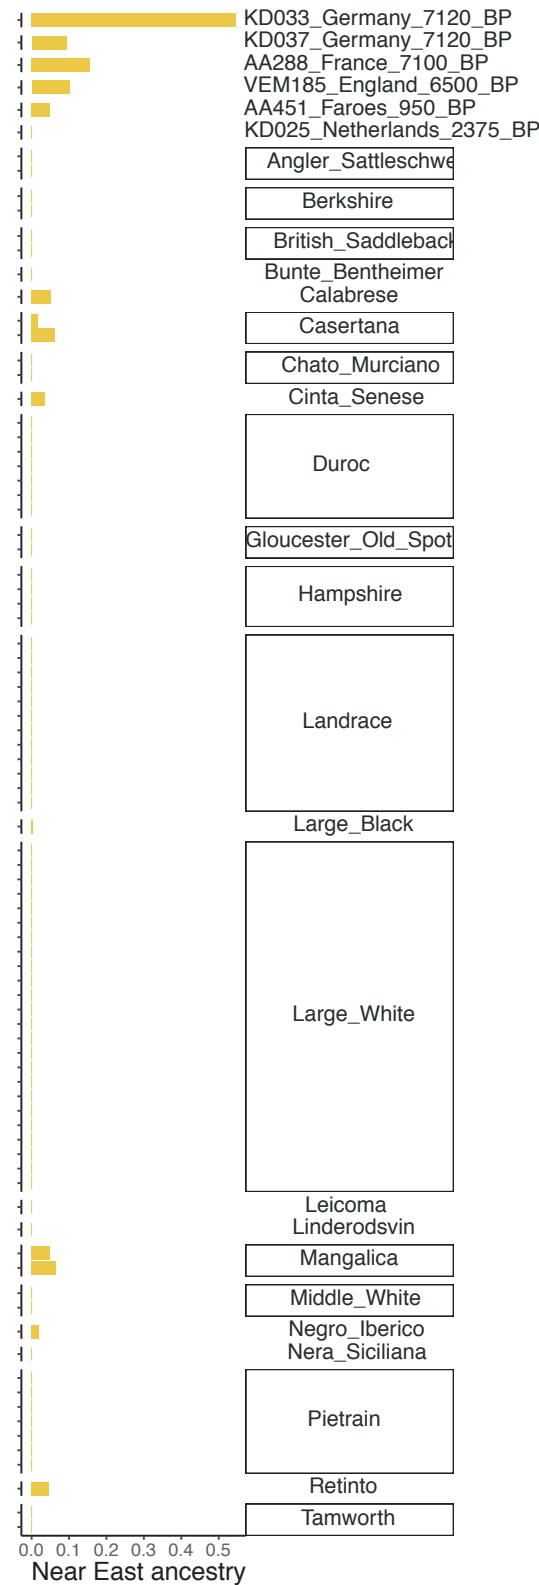 KD033_Germany_7120_BP
KD037_Germany_7120_BP
AA288_France_7100_BP
VEM185_England_6500_BP
AA451_Faroes_950_BP
KD025_Netherlands_2375_BP
Angler_Sattleschwe
Berkshire
British_Saddleback
Bunte_Bentheimer
Calabrese
Casertana
Chato_Murciano
Cinta_Senese
Duroc
Gloucester_Old_Spot
Hampshire
Landrace
Large_Black
Large_White
Leicoma
Linderodsvin
Mangalica
Middle_White
Negro_Iberico
Nera_Siciliana
Pietrain
Retinto
Tamworth
0.0 0.1 0.2 0.3 0.4 0.5
Near East ancestry